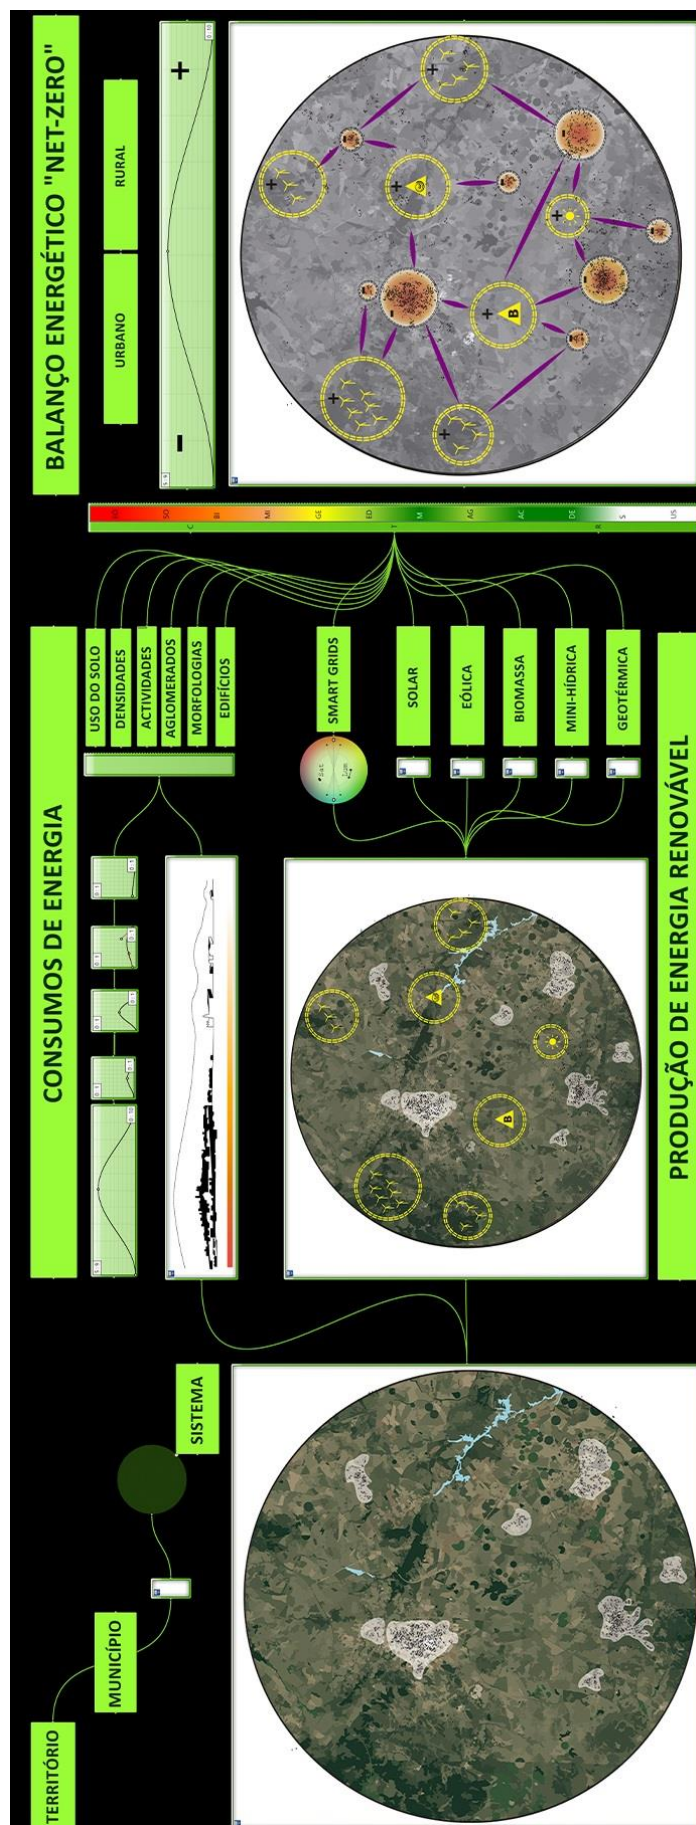 TERRITÓRIO
MUNICÍPIO
SISTEMA
CONSUMOS DE ENERGIA
USO DO SOLO
DENSIDADES
ACTIVIDADES
AGLOMERADOS
MORFOLOGIAS
EDIFÍCIOS
SMART GRIDS
SOLAR
EÓLICA
BIOMASSA
MINI-HÍDRICA
GEOTÉRMICA
PRODUÇÃO DE ENERGIA RENOVÁVEL
B
BALANÇO ENERGÉTICO "NET-ZERO"
URBANO
RURAL
−
+
B